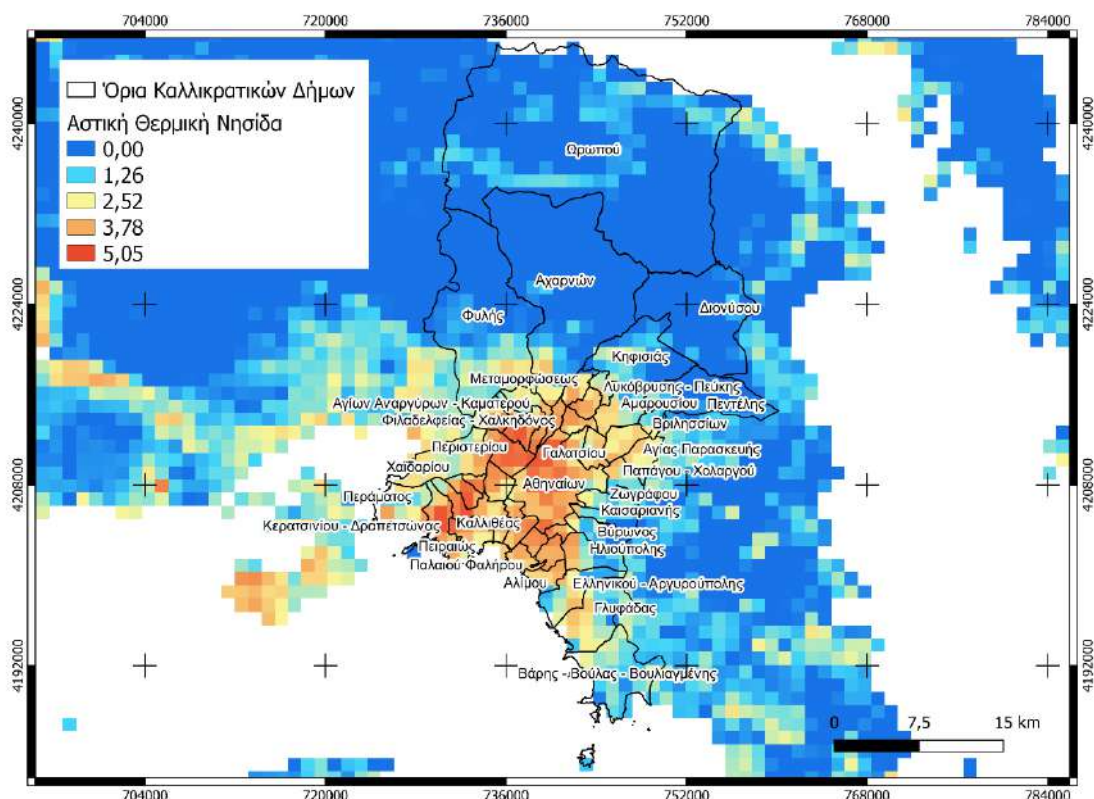 704000 720000 736000 752000 768000 784000
Όρια Καλλικρατικών Δήμων
Αστική Θερμική Νησίδα
0,00
1,26
2,52
3,78
5,05
4240000
4224000
4208000
4192000
4240000
4224000
4208000
4192000
Ωρωπού
Αχαρνών
Διονύσου
Φυλής
Κηφισιάς
Μεταμορφώσεως
Λυκόβρυσης - Πεύκης
Αγίων Αναργύρων - Καματερού
Αμαρουσίου
Πεντέλης
Φιλαδελφείας - Χαλκηδόνος
Βριλησσίων
Περιστερίου
Γαλατσίου
Αγίας Παρασκευής
Χαϊδαρίου
Παπάγου - Χολαργού
Αθηναίων
Περάματος
Ζωγράφου
Καισαριανής
Κερατσινίου - Δραπετσώνας
Καλλιθέας
Βύρωνος
Πειραιώς
Ηλιούπολης
Παλαιού Φαλήρου
Αλίμου
Ελληνικού - Αργυρούπολης
Γλυφάδας
Βάρης - Βούλας - Βουλιαγμένης
0 7,5 15 km
704000 720000 736000 752000 768000 784000